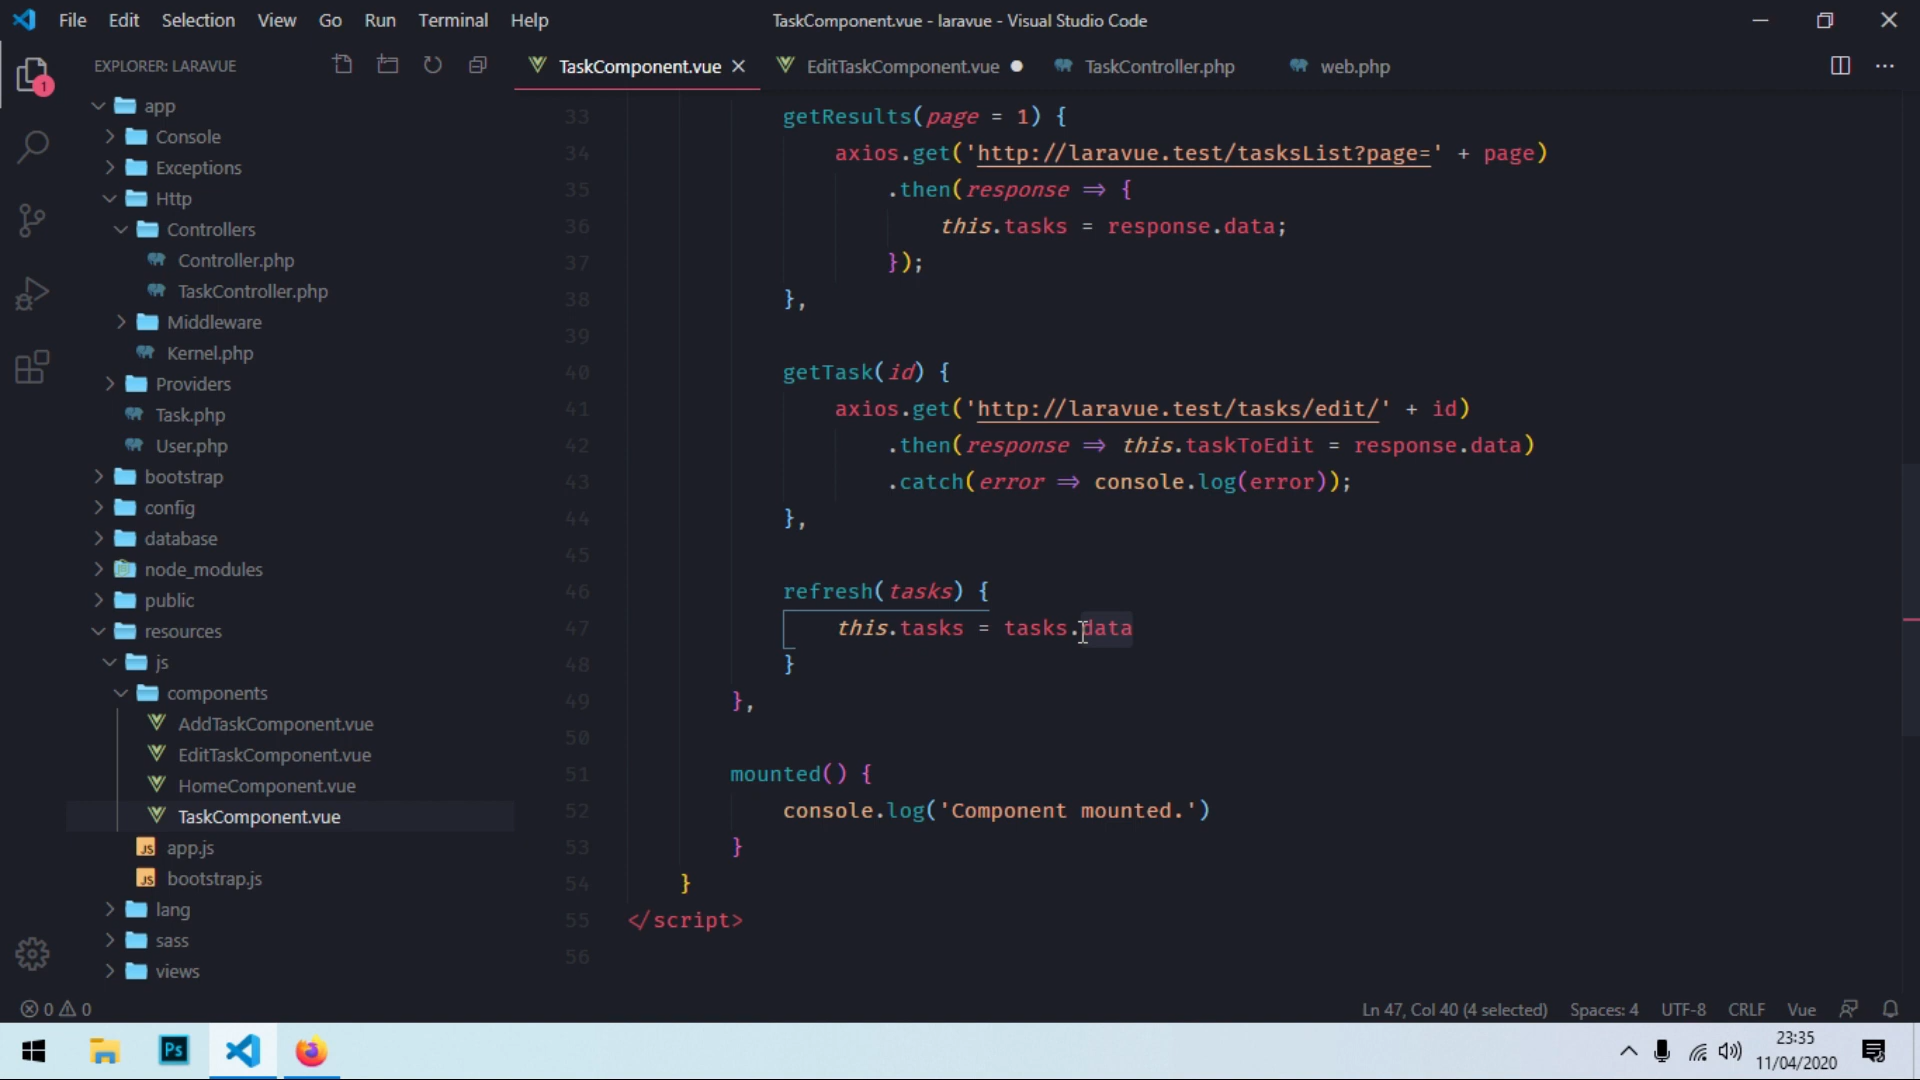 File Edit Selection View Go Run Terminal Help
TaskComponent.vue - laravue - Visual Studio Code
EXPLORER: LARAVUE
TaskComponent.vue
EditTaskComponent.vue
TaskController.php
web.php
1
app
Console
Exceptions
Http
Controllers
Controller.php
TaskController.php
Middleware
Kernel.php
Providers
Task.php
User.php
bootstrap
config
database
node_modules
public
resources
js
components
AddTaskComponent.vue
EditTaskComponent.vue
HomeComponent.vue
TaskComponent.vue
JS app.js
JS bootstrap.js
lang
sass
views
33 getResults(page = 1) {
34 axios.get('http://laravue.test/tasksList?page=' + page)
35 .then(response => {
36 this.tasks = response.data;
37 });
38 },
39
40 getTask(id) {
41 axios.get('http://laravue.test/tasks/edit/' + id)
42 .then(response => this.taskToEdit = response.data)
43 .catch(error => console.log(error));
44 },
45
46 refresh(tasks) {
47 this.tasks = tasks.data
48 }
49 },
50
51 mounted() {
52 console.log('Component mounted.')
53 }
54 }
55 </script>
56
0 0
Ln 47, Col 40 (4 selected) Spaces: 4 UTF-8 CRLF Vue
Ps
23:35
11/04/2020